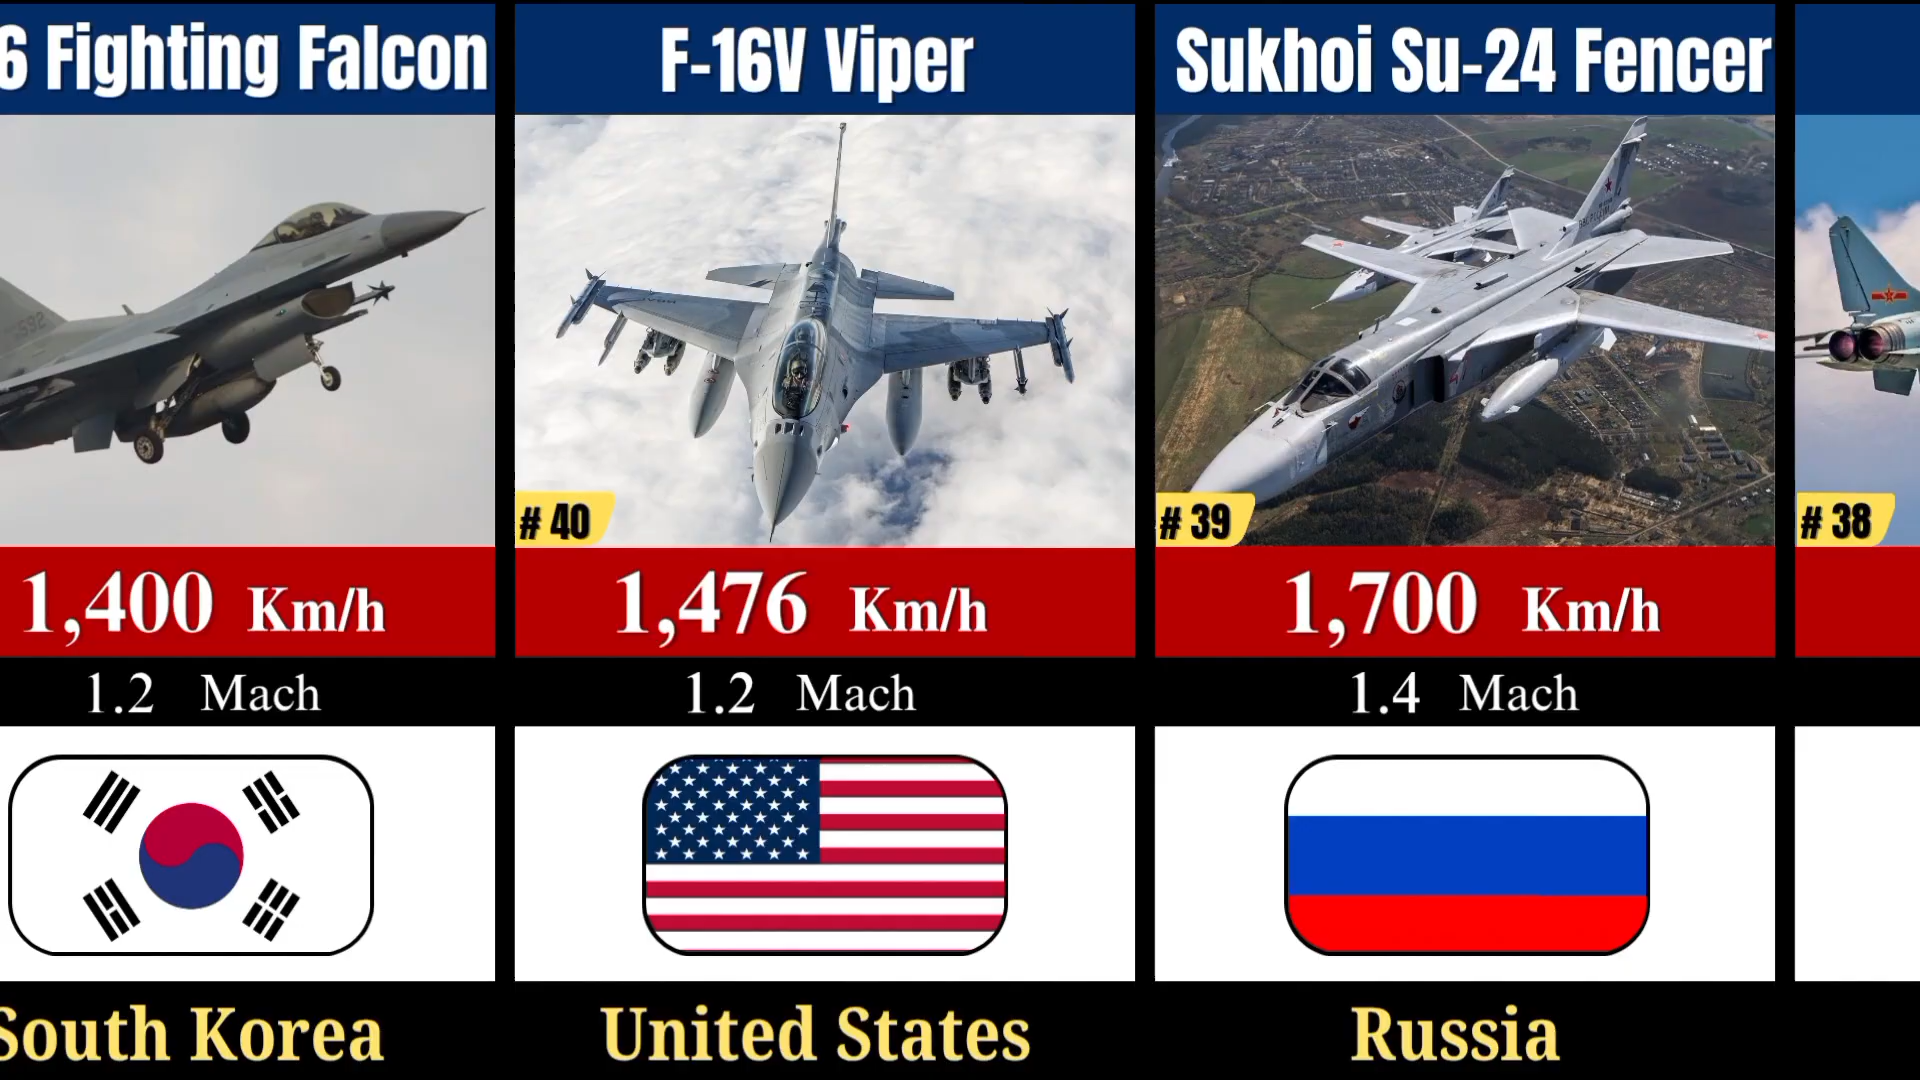 6 Fighting Falcon
1,400 Km/h
1.2 Mach
South Korea
F-16V Viper
# 40
1,476 Km/h
1.2 Mach
United States
Sukhoi Su-24 Fencer
# 39
1,700 Km/h
1.4 Mach
Russia
# 38